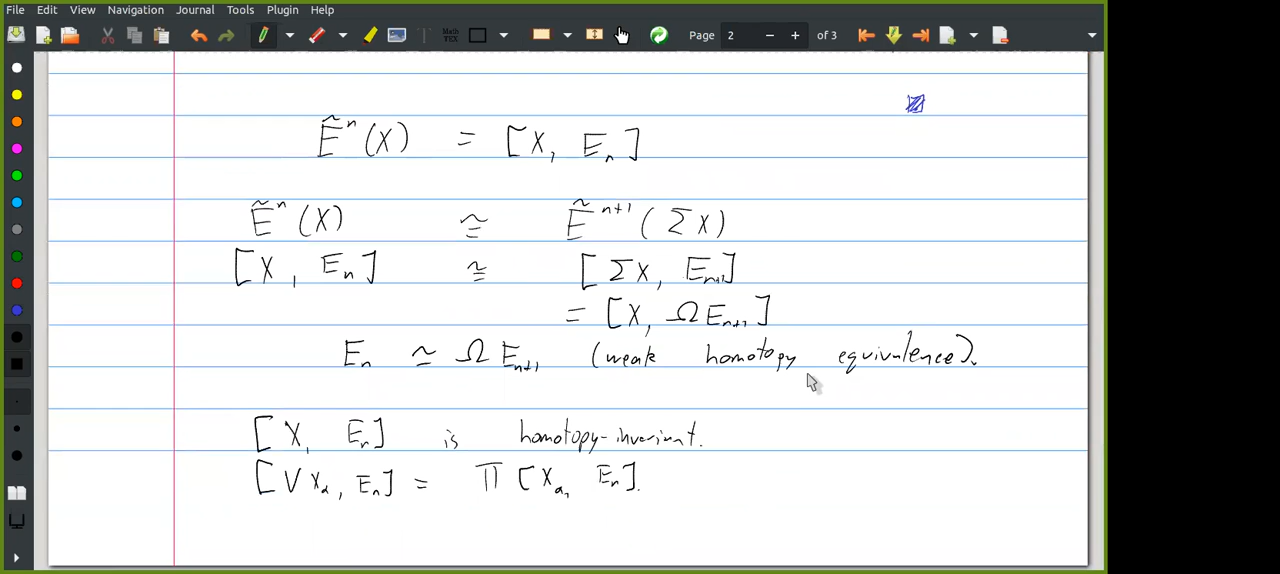 File Edit View Navigation Journal Tools Plugin Help
Math TEX Page 2 of 3
Ẽⁿ(X) = [X, Eₙ]
Ẽⁿ(X) ≅ Ẽⁿ⁺¹(ΣX)
[X, Eₙ] ≅ [ΣX, Eₙ₊₁]
= [X, ΩEₙ₊₁]
Eₙ ≃ ΩEₙ₊₁ (weak homotopy equivalence).
[X, Eₙ] is homotopy-invariant.
[⋁Xₐ, Eₙ] = Π [Xₐ, Eₙ].